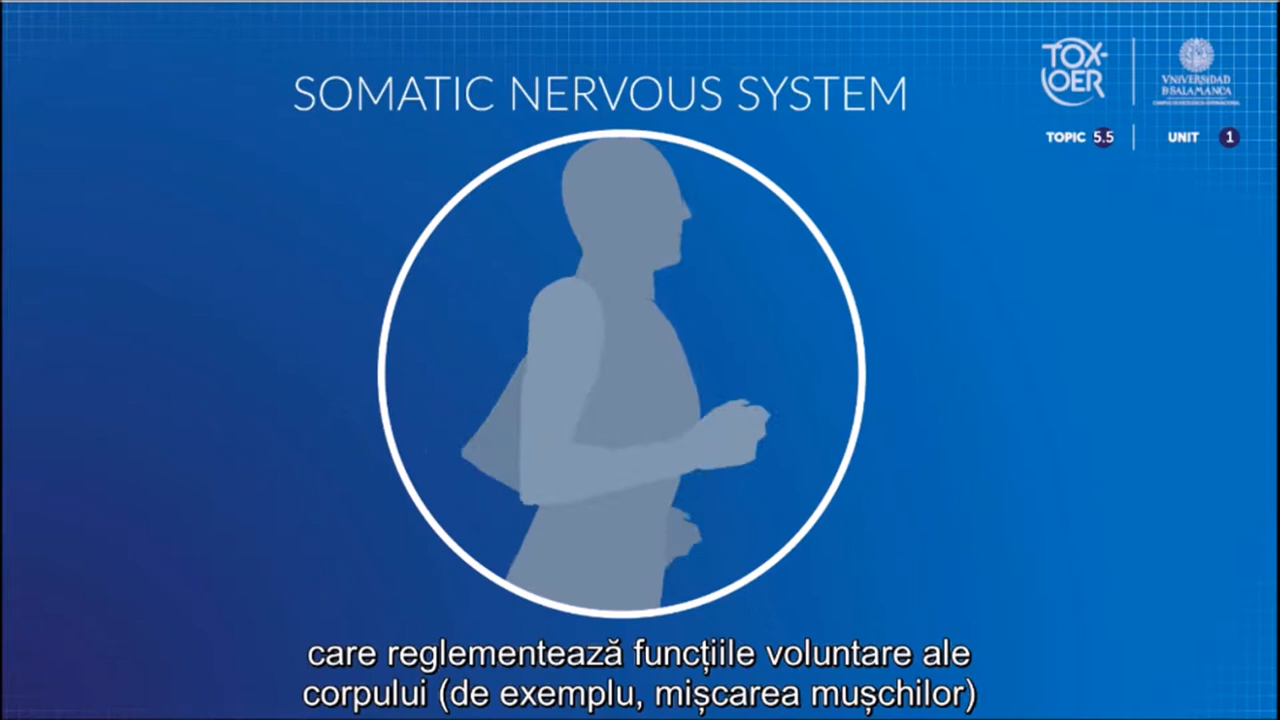 SOMATIC NERVOUS SYSTEM
TOX-
OER
VNIVERSIDAD
D SALAMANCA
TOPIC 5.5
UNIT 1
care reglementează funcțiile voluntare ale
corpului (de exemplu, mișcarea mușchilor)